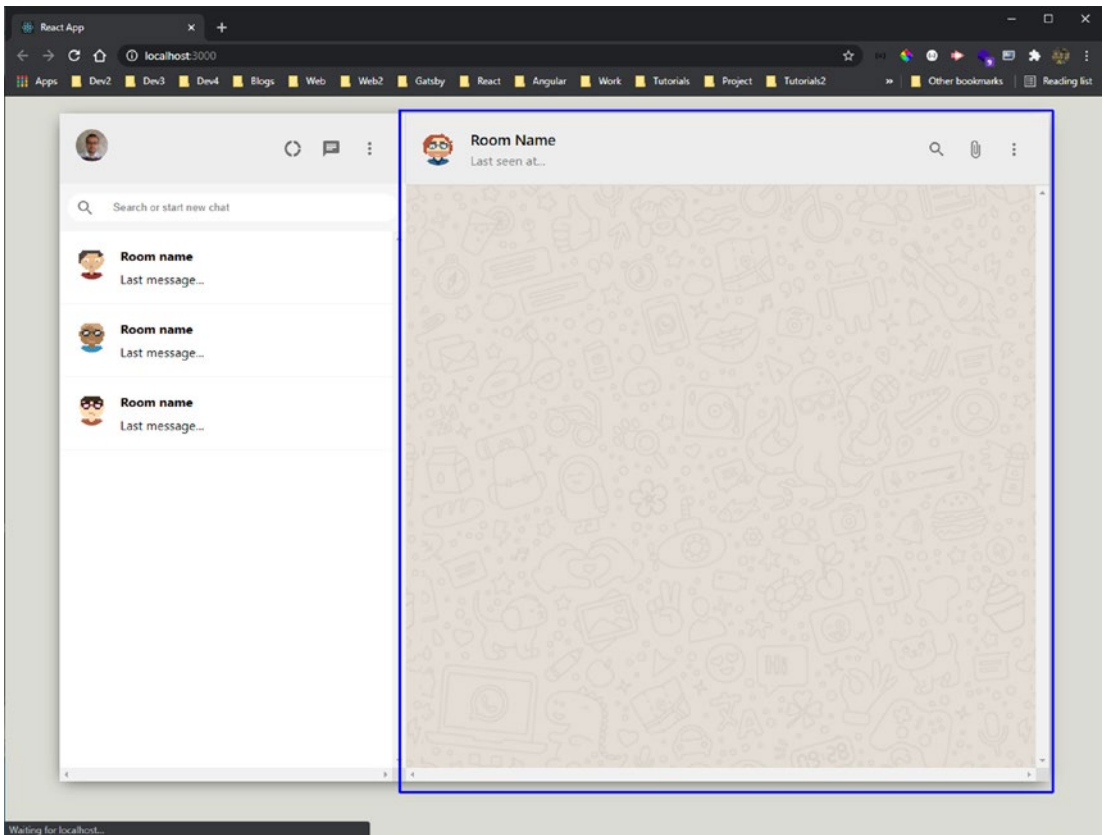 React App
localhost:3000
Apps Dev2 Dev3 Dev4 Blogs Web Web2 Gatsby React Angular Work Tutorials Project Tutorials2 » Other bookmarks Reading list
Room Name
Last seen at...
Search or start new chat
Room name
Last message...
Room name
Last message...
Room name
Last message...
Waiting for localhost...